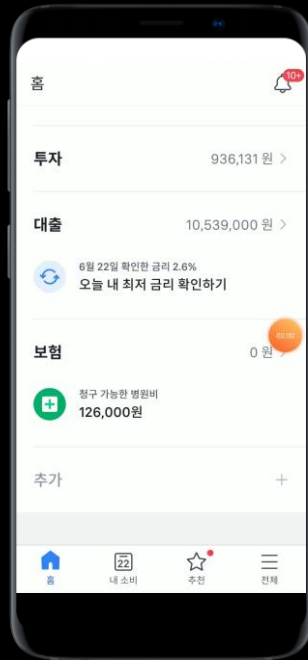 홈
10+
투자
936,131 원 >
대출
10,539,000 원 >
6월 22일 확인한 금리 2.6%
오늘 내 최저 금리 확인하기
00:00
보험
0 원 >
청구 가능한 병원비
126,000원
추가 +
22
홈
내 소비
추천
전체